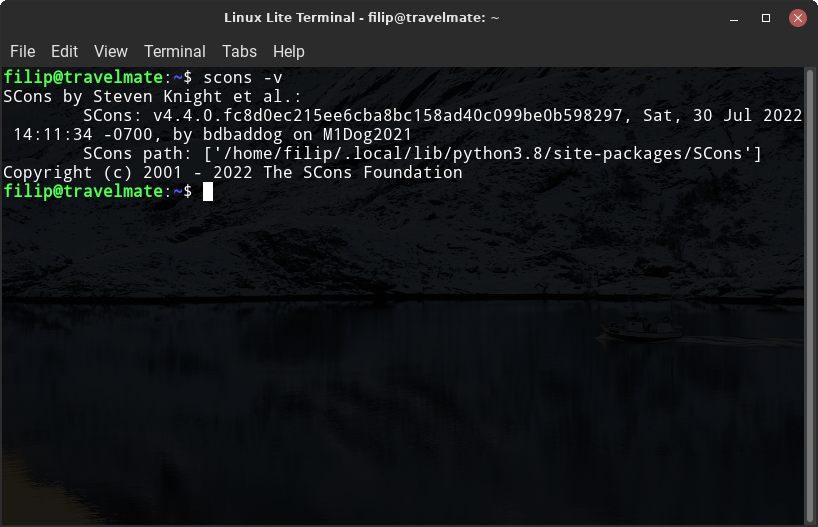 Linux Lite Terminal - filip@travelmate: ~
File Edit View Terminal Tabs Help
filip@travelmate:~$ scons -v
SCons by Steven Knight et al.:
        SCons: v4.4.0.fc8d0ec215ee6cba8bc158ad40c099be0b598297, Sat, 30 Jul 2022
 14:11:34 -0700, by bdbaddog on M1Dog2021
        SCons path: ['/home/filip/.local/lib/python3.8/site-packages/SCons']
Copyright (c) 2001 - 2022 The SCons Foundation
filip@travelmate:~$